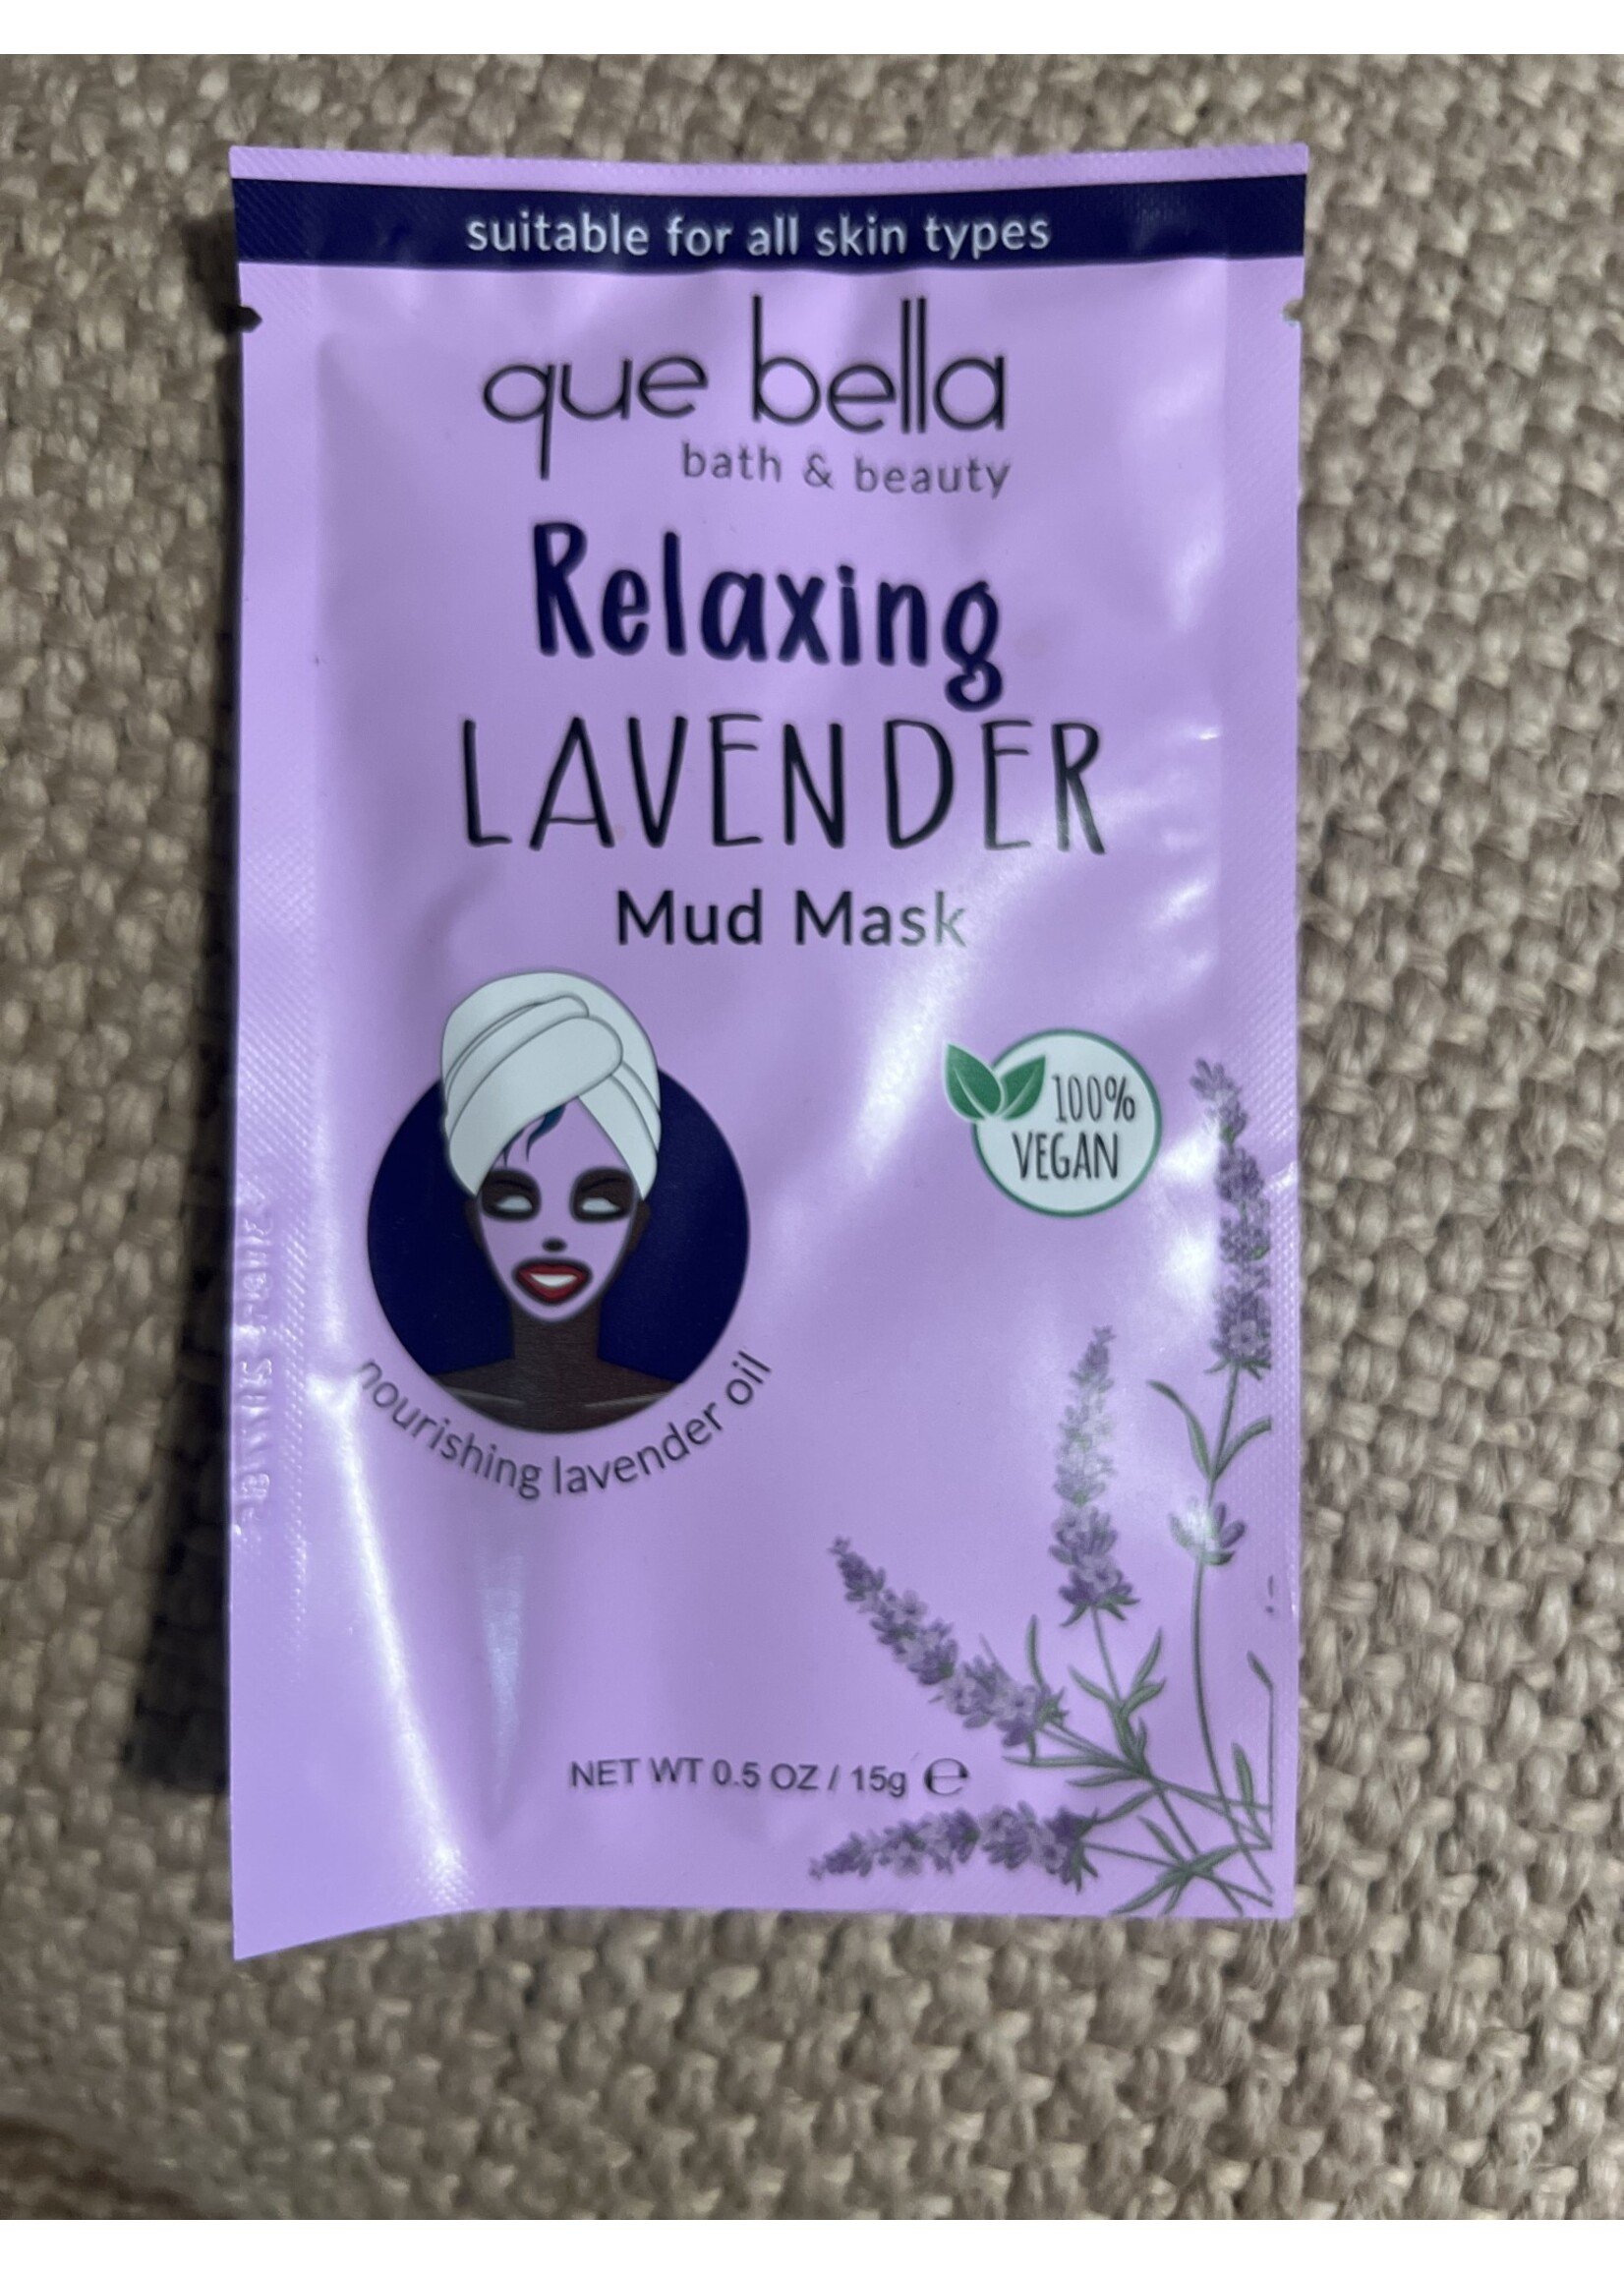 suitable for all skin types
que bella
bath & beauty
Relaxing
LAVENDER
Mud Mask
100%
VEGAN
nourishing lavender oil
NET WT 0.5 OZ / 15g ℮